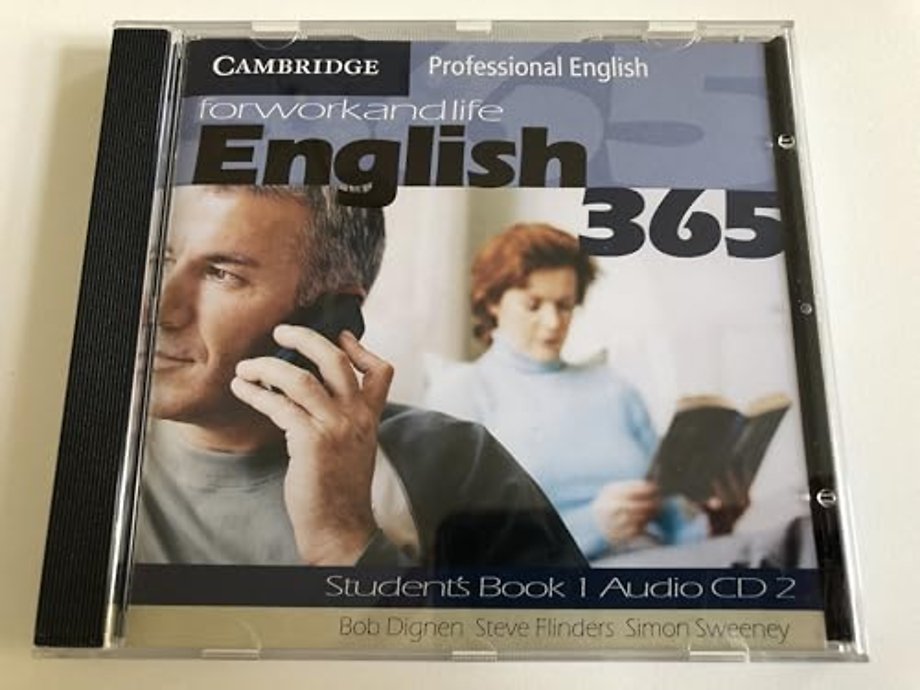 CAMBRIDGE Professional English
forworkandlife
English
365
Student's Book 1 Audio CD 2
Bob Dignen Steve Flinders Simon Sweeney